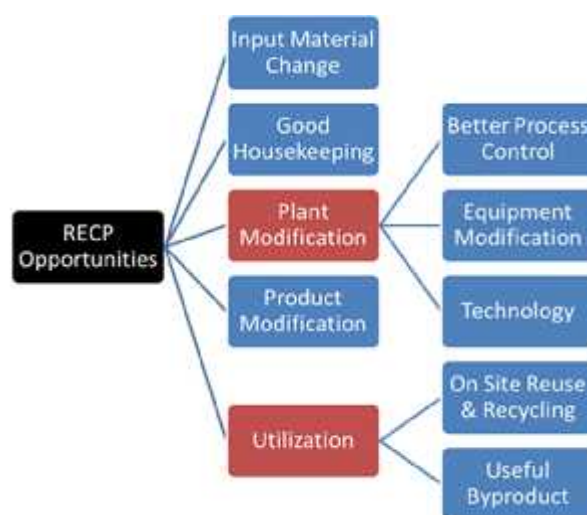 RECP
Opportunities
Input Material
Change
Good
Housekeeping
Plant
Modification
Product
Modification
Utilization
Better Process
Control
Equipment
Modification
Technology
On Site Reuse
& Recycling
Useful
Byproduct